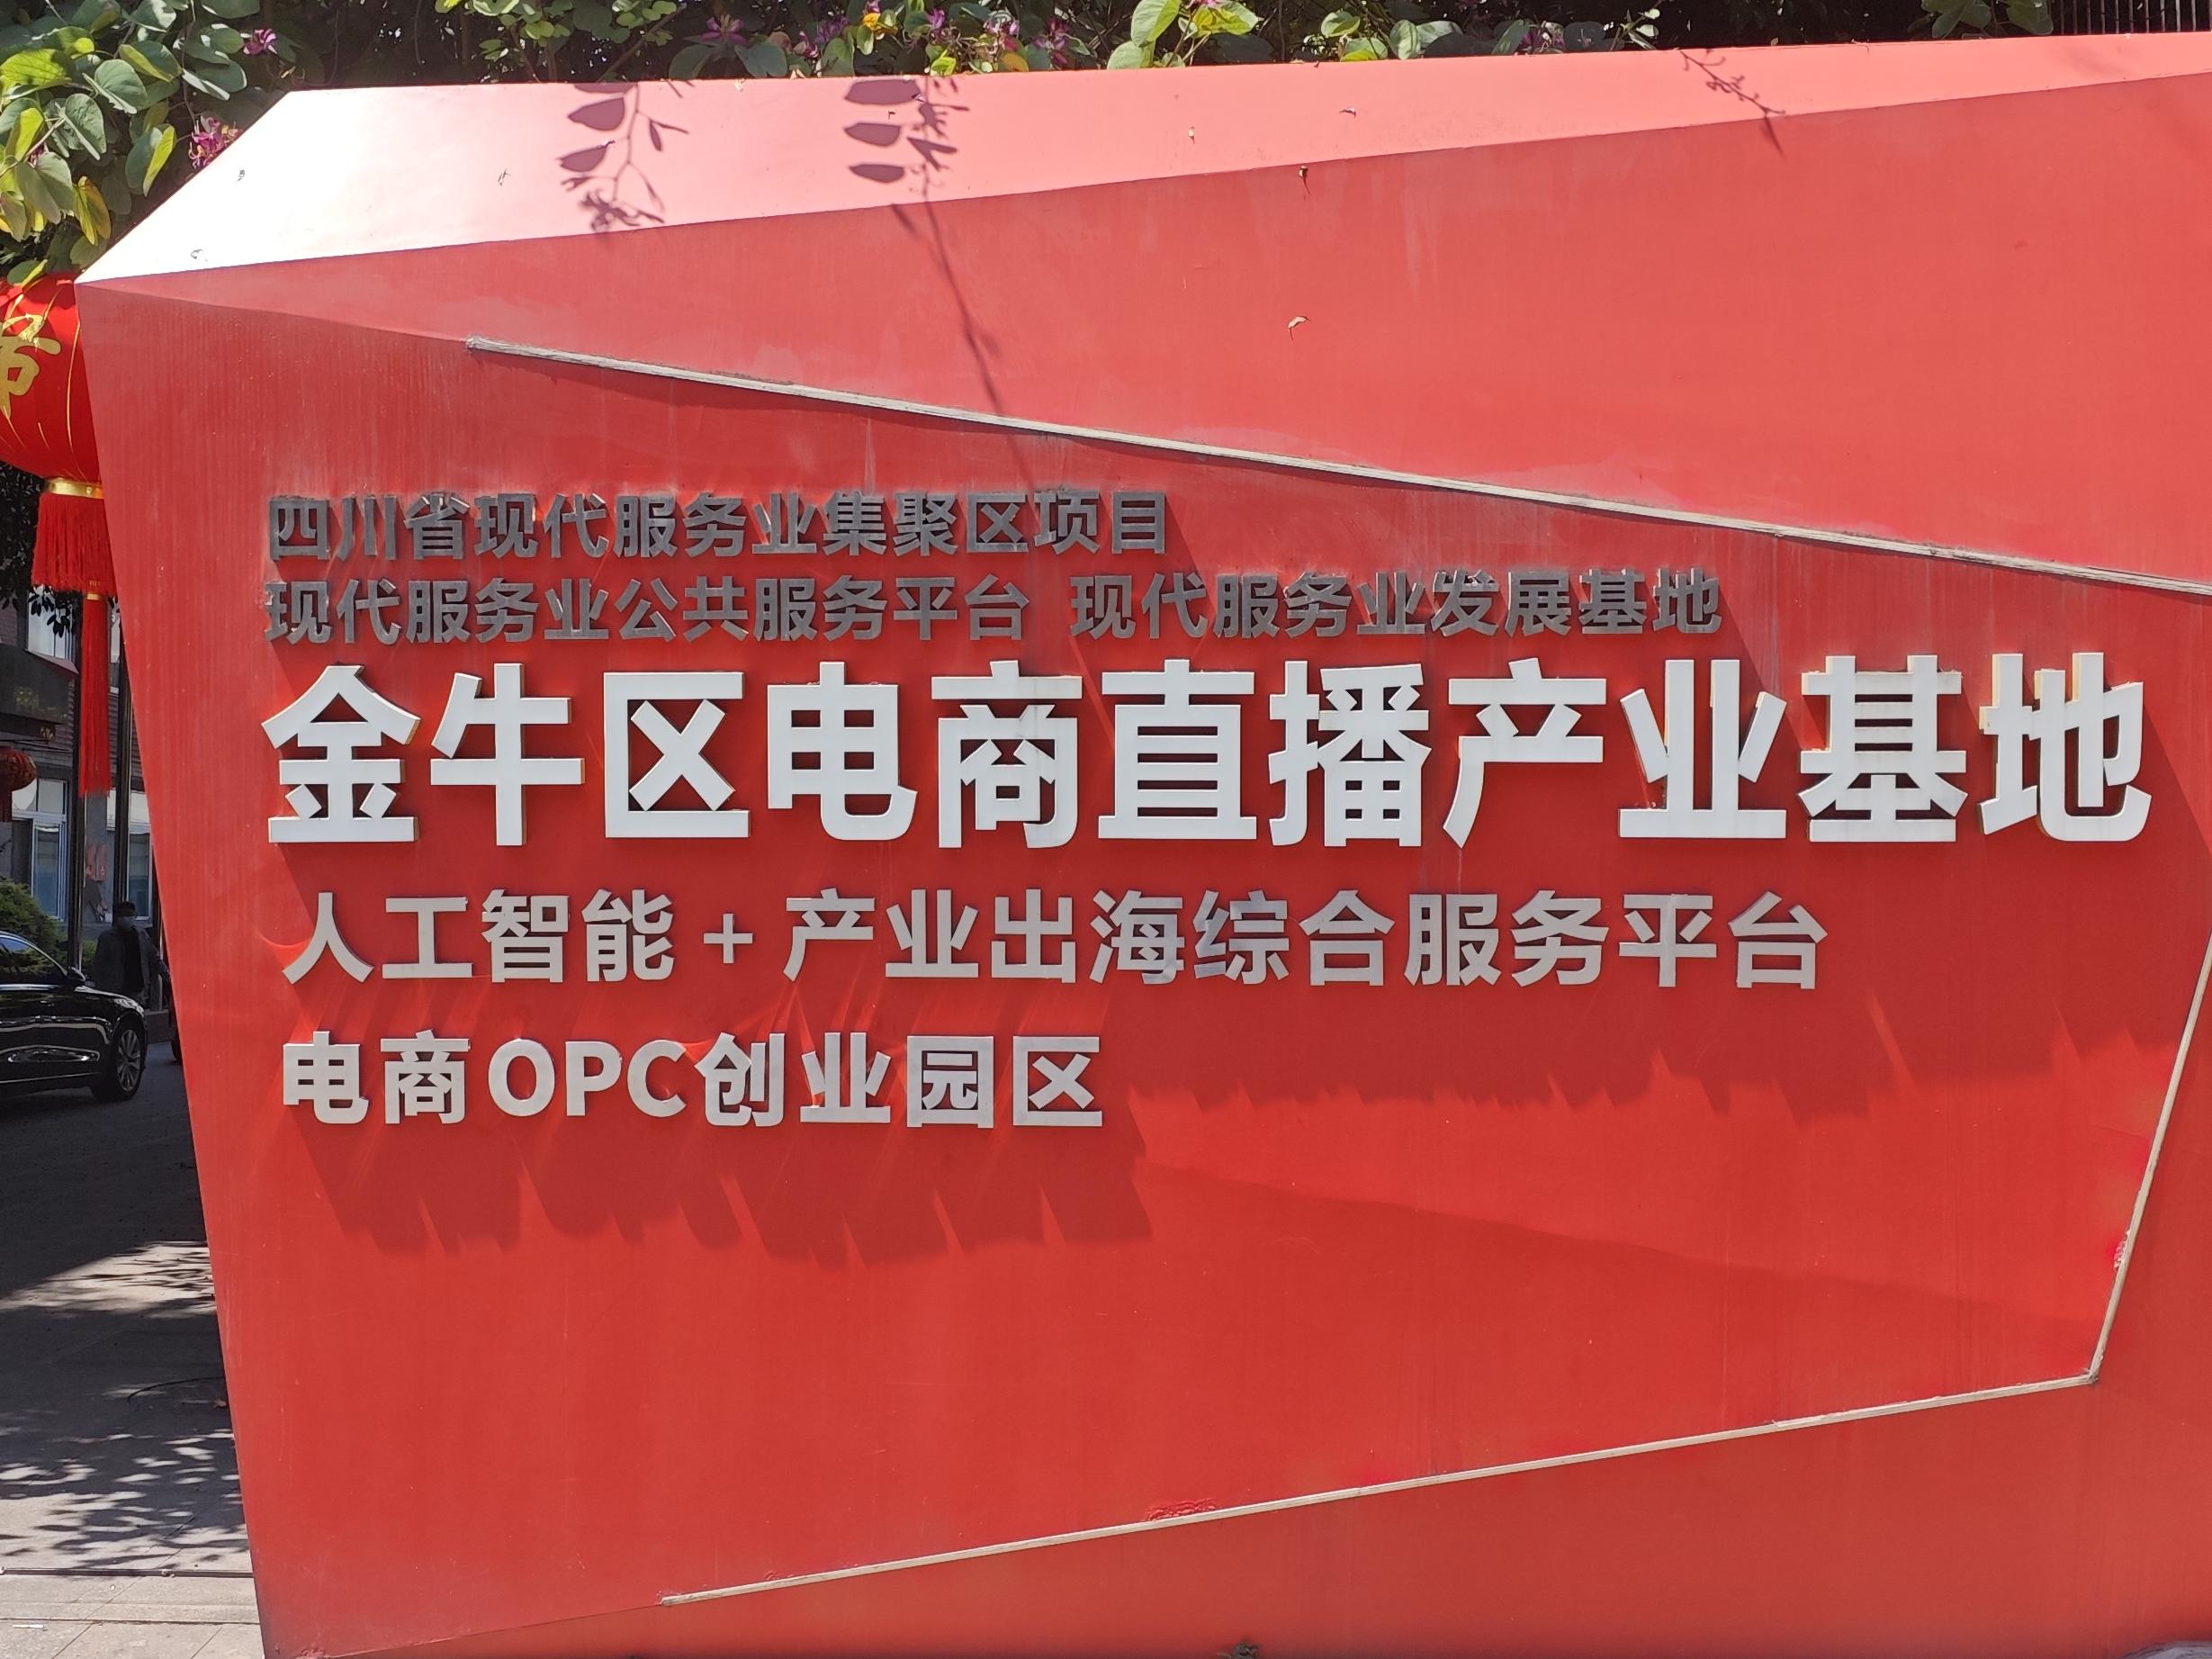 四川省现代服务业集聚区项目
现代服务业公共服务平台 现代服务业发展基地
金牛区电商直播产业基地
人工智能+产业出海综合服务平台
电商OPC创业园区